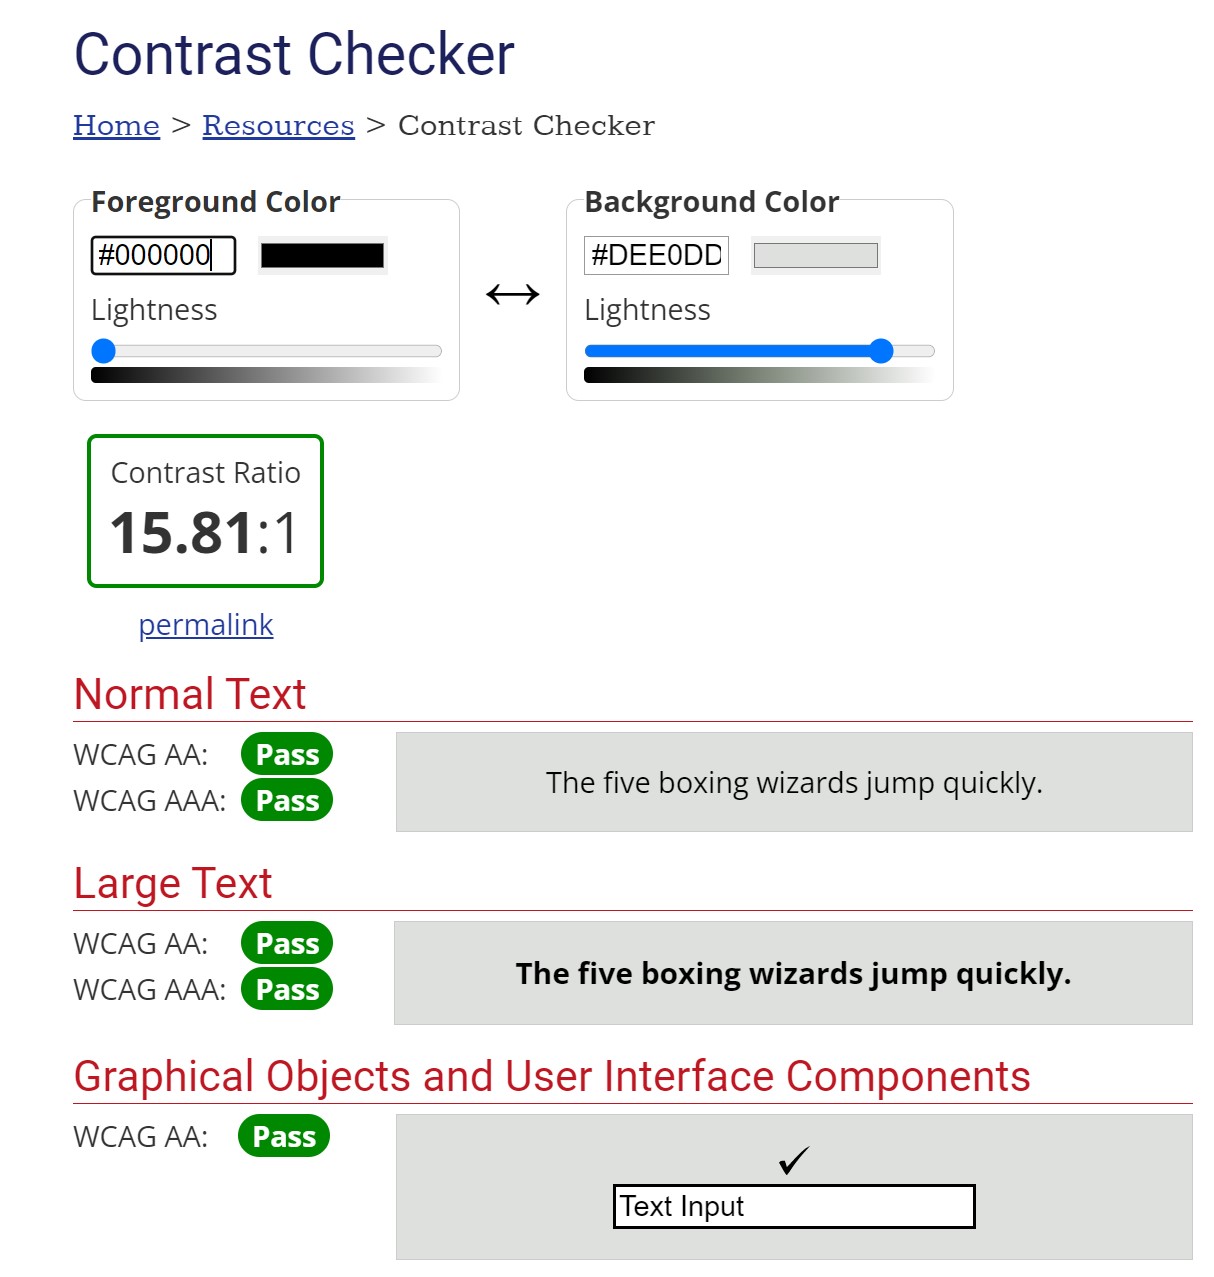 Contrast Checker
Home > Resources > Contrast Checker
Foreground Color
#000000
Lightness
Background Color
#DEE0DD
Lightness
Contrast Ratio
15.81:1
permalink
Normal Text
WCAG AA: Pass
WCAG AAA: Pass
The five boxing wizards jump quickly.
Large Text
WCAG AA: Pass
WCAG AAA: Pass
The five boxing wizards jump quickly.
Graphical Objects and User Interface Components
WCAG AA: Pass
Text Input